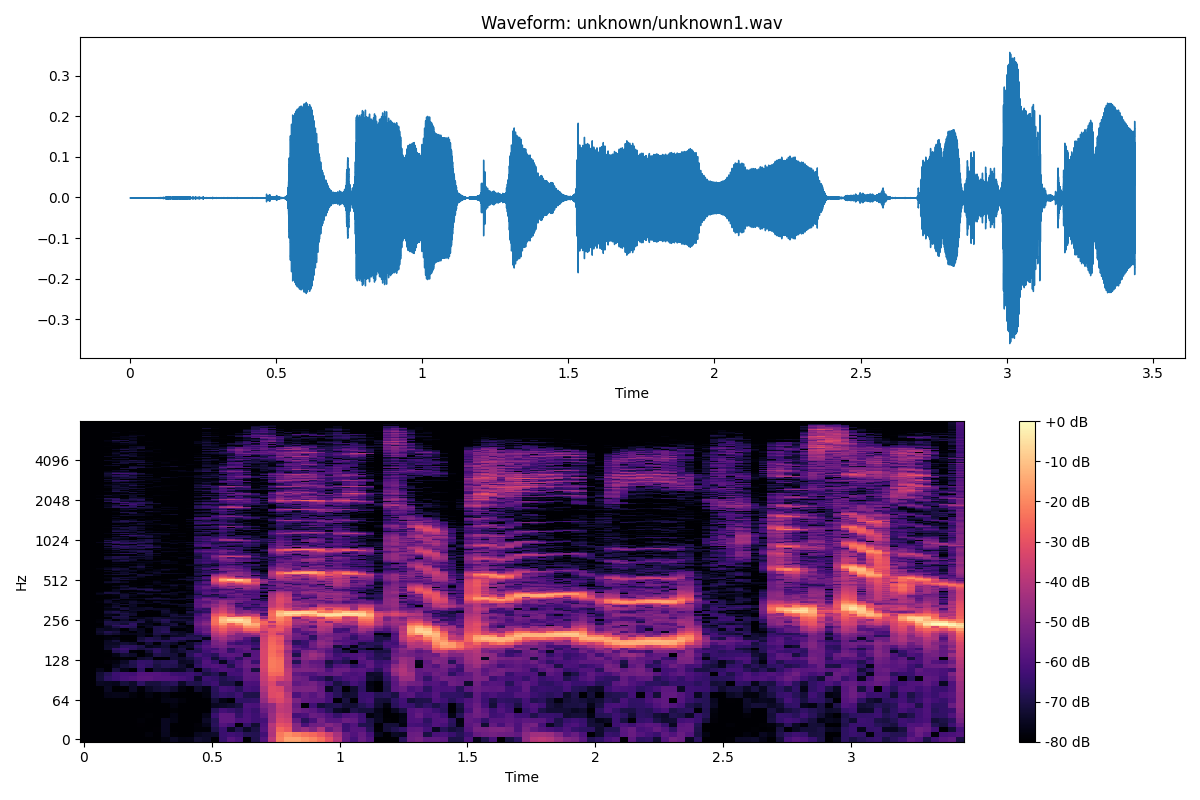 Waveform: unknown/unknown1.wav
0.3
0.2
0.1
0.0
−0.1
−0.2
−0.3
0 0.5 1 1.5 2 2.5 3 3.5
Time
Hz
4096
2048
1024
512
256
128
64
0
0 0.5 1 1.5 2 2.5 3
Time
+0 dB
-10 dB
-20 dB
-30 dB
-40 dB
-50 dB
-60 dB
-70 dB
-80 dB